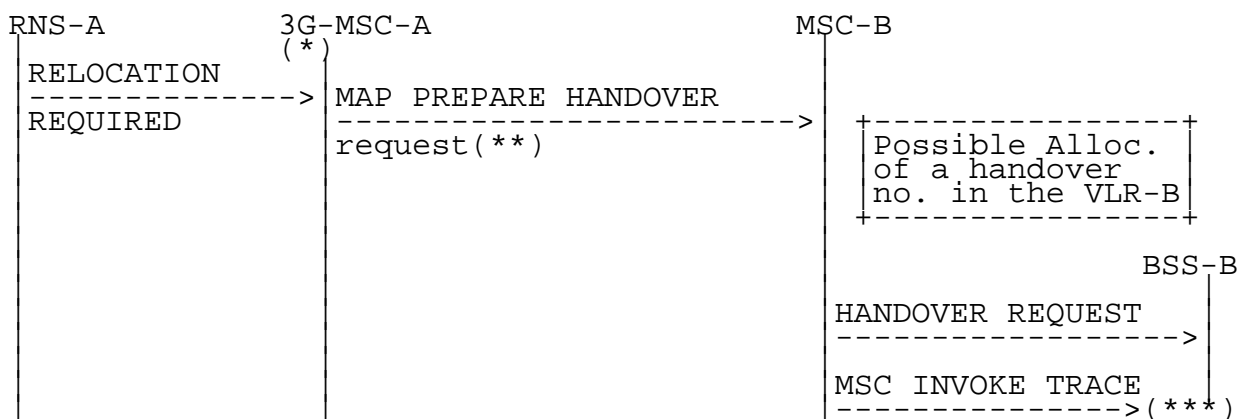 RNS-A 3G-MSC-A MSC-B
(*)
RELOCATION
--------------> MAP PREPARE HANDOVER
REQUIRED ------------------------> +----------------+
request(**) Possible Alloc.
of a handover
no. in the VLR-B
+----------------+
BSS-B
HANDOVER REQUEST
------------------>
MSC INVOKE TRACE
--------------->(***)